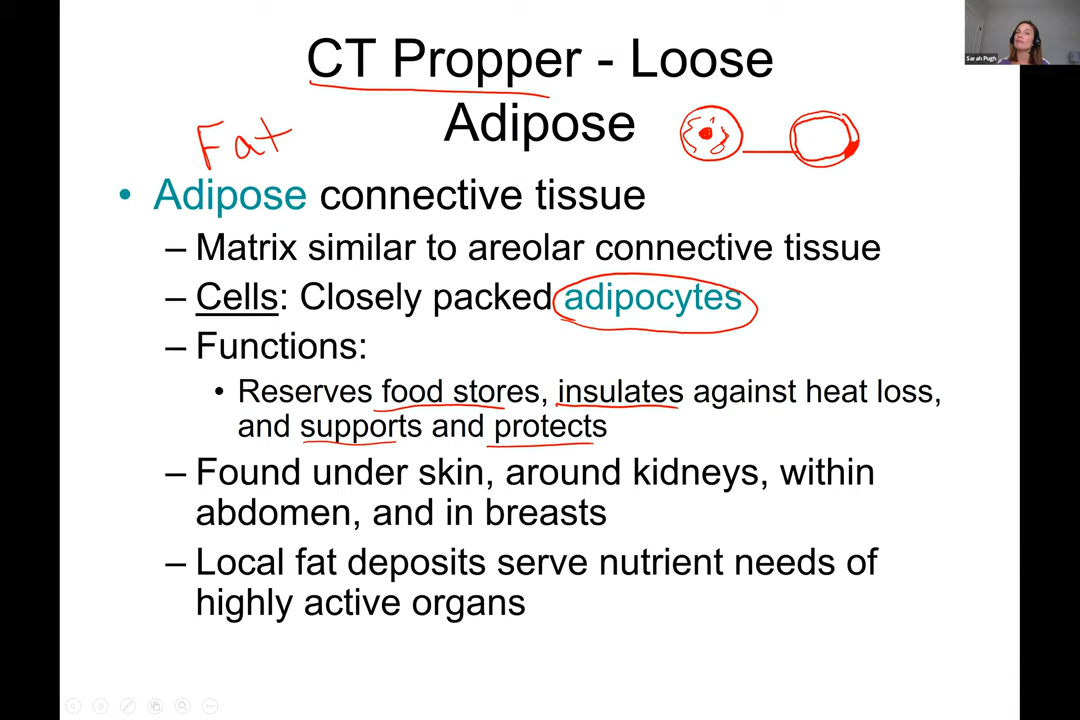 CT Propper - Loose
Adipose
Fat
• Adipose connective tissue
– Matrix similar to areolar connective tissue
– Cells: Closely packed adipocytes
– Functions:
• Reserves food stores, insulates against heat loss,
and supports and protects
– Found under skin, around kidneys, within
abdomen, and in breasts
– Local fat deposits serve nutrient needs of
highly active organs
Sarah Pugh